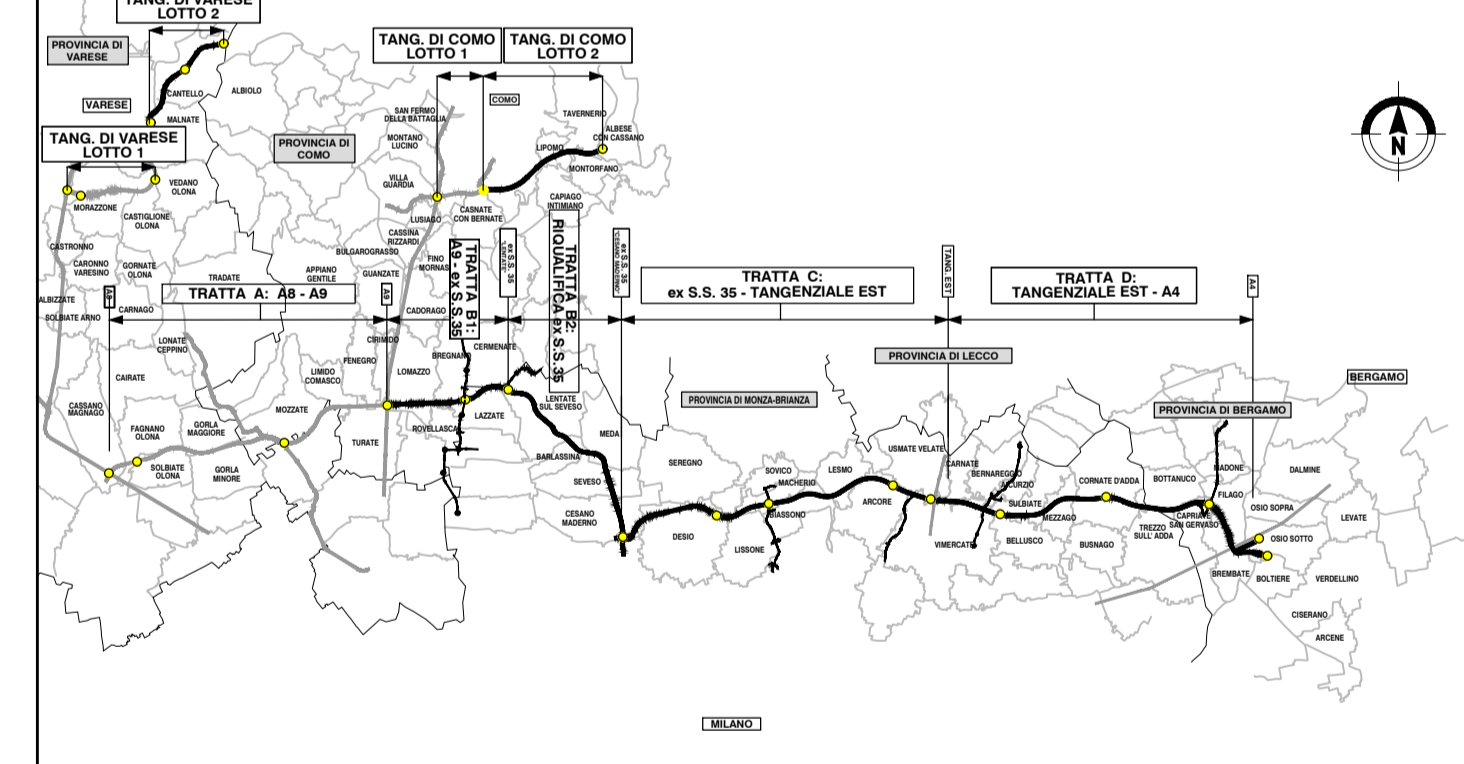 TANG. DI VARESE
LOTTO 2
PROVINCIA DI
VARESE
TANG. DI COMO
LOTTO 1
TANG. DI COMO
LOTTO 2
CANTELLO
ALBIOLO
VARESE
MALNATE
COMO
SAN FERMO
DELLA BATTAGLIA
TAVERNERIO
ALBESE
CON CASSANO
TANG. DI VARESE
LOTTO 1
PROVINCIA DI
COMO
MONTANO
LUCINO
LIPOMO
MONTORFANO
N
VILLA
GUARDIA
VEDANO
OLONA
MORAZZONE
CAPIAGO
INTIMIANO
CASTIGLIONE
OLONA
LUSIAGO
CASNATE
CON BERNATE
CASSINA
RIZZARDI
CASTRONNO
BULGAROGRASSO
CARONNO
VARESINO
GORNATE
OLONA
TRADATE
APPIANO
GENTILE
GUANZATE
FINO
MORNAS
TRATTA B1:
A9 - ex S.S.35
ex S.S. 35
"LENTATE"
TRATTA B2:
RIQUALIFICA ex S.S.35
ex S.S. 35
"CESANO MADERNO"
TRATTA C:
ex S.S. 35 - TANGENZIALE EST
TANG. EST
TRATTA D:
TANGENZIALE EST - A4
A4
ALBIZZATE
A8
TRATTA A: A8 - A9
A9
SOLBIATE ARNO
CARNAGO
CADORAGO
LONATE
CEPPINO
CIRIMIDO
CERMENATE
BREGNANO
FENEGRO
LIMIDO
COMASCO
LOMAZZO
PROVINCIA DI LECCO
CAIRATE
BERGAMO
CASSANO
MAGNAGO
MOZZATE
LAZZATE
LENTATE
SUL SEVESO
PROVINCIA DI MONZA-BRIANZA
PROVINCIA DI BERGAMO
FAGNANO
OLONA
GORLA
MAGGIORE
ROVELLASCA
TURATE
MEDA
SOLBIATE
OLONA
GORLA
MINORE
BARLASSINA
SEVESO
SEREGNO
SOVICO
MACHERIO
LESMO
USMATE VELATE
CARNATE
BERNAREGGIO
AICURZIO
CORNATE D'ADDA
BOTTANUCO
MADONE
DALMINE
FILAGO
CESANO
MADERNO
BIASSONO
ARCORE
SULBIATE
MEZZAGO
CAPRIATE
SAN GERVASO
OSIO SOPRA
LEVATE
DESIO
LISSONE
VIMERCATE
BELLUSCO
BUSNAGO
TREZZO
SULL' ADDA
OSIO SOTTO
BREMBATE
BOLTIERE
VERDELLINO
CISERANO
ARCENE
MILANO